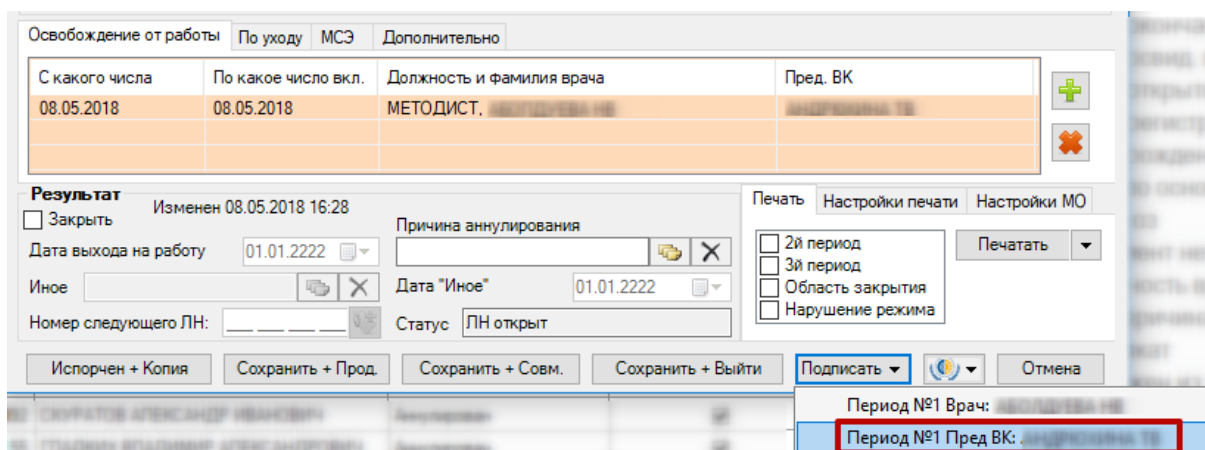 Освобождение от работы По уходу МСЭ Дополнительно
С какого числа По какое число вкл. Должность и фамилия врача Пред. ВК
08.05.2018 08.05.2018 МЕТОДИСТ,
Результат
Закрыть Изменен 08.05.2018 16:28
Дата выхода на работу 01.01.2222
Иное
Номер следующего ЛН: ___ ___ ___ ___
Причина аннулирования
Дата "Иное" 01.01.2222
Статус ЛН открыт
Печать Настройки печати Настройки МО
2й период
3й период
Область закрытия
Нарушение режима
Печатать
Испорчен + Копия Сохранить + Прод. Сохранить + Совм. Сохранить + Выйти Подписать Отмена
Период №1 Врач:
Период №1 Пред ВК: